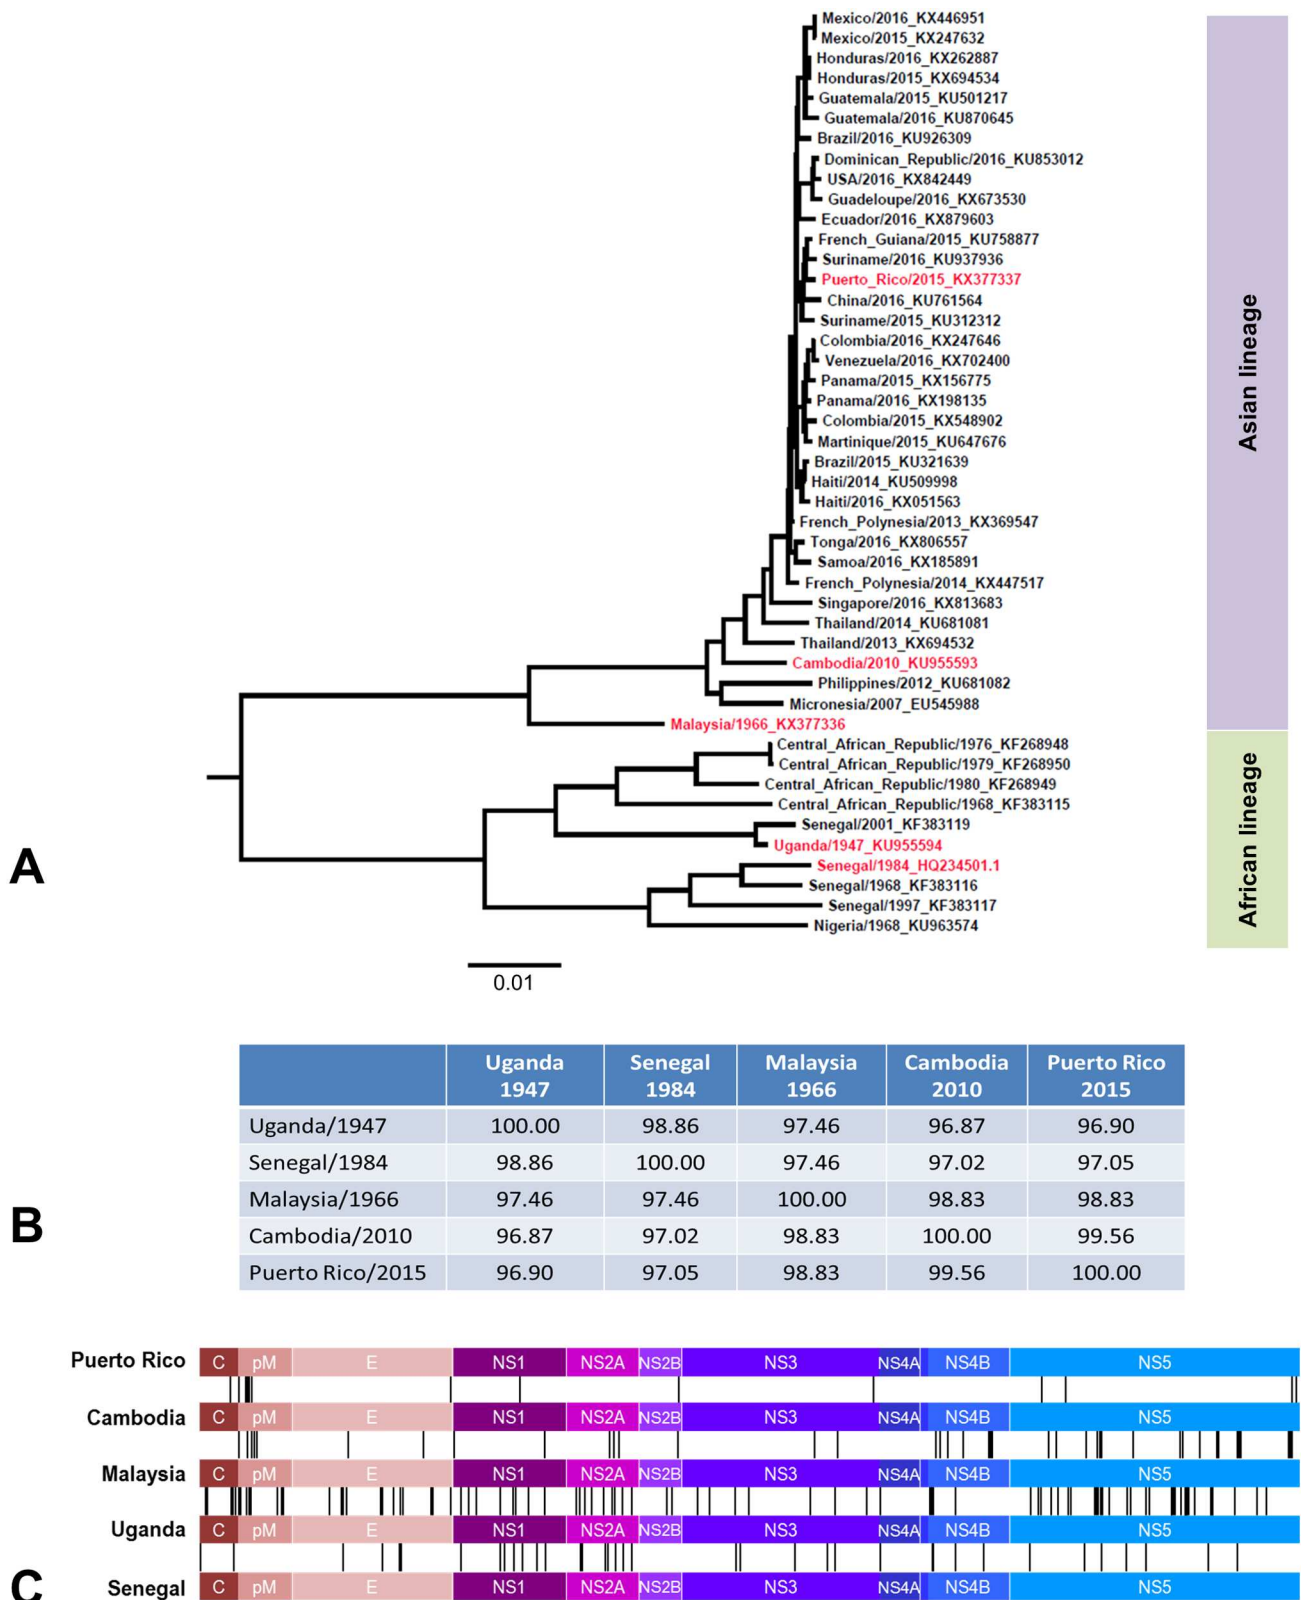 Mexico/2016_KX446951
Mexico/2015_KX247632
Honduras/2016_KX262887
Honduras/2015_KX694534
Guatemala/2015_KU501217
Guatemala/2016_KU870645
Brazil/2016_KU926309
Dominican_Republic/2016_KU853012
USA/2016_KX842449
Guadeloupe/2016_KX673530
Ecuador/2016_KX879603
French_Guiana/2015_KU758877
Suriname/2016_KU937936
Puerto_Rico/2015_KX377337
China/2016_KU761564
Suriname/2015_KU312312
Colombia/2016_KX247646
Venezuela/2016_KX702400
Panama/2015_KX156775
Panama/2016_KX198135
Colombia/2015_KX548902
Martinique/2015_KU647676
Brazil/2015_KU321639
Haiti/2014_KU509998
Haiti/2016_KX051563
French_Polynesia/2013_KX369547
Tonga/2016_KX806557
Samoa/2016_KX185891
French_Polynesia/2014_KX447517
Singapore/2016_KX813683
Thailand/2014_KU681081
Thailand/2013_KX694532
Cambodia/2010_KU955593
Philippines/2012_KU681082
Micronesia/2007_EU545988
Malaysia/1966_KX377336
Asian lineage
Central_African_Republic/1976_KF268948
Central_African_Republic/1979_KF268950
Central_African_Republic/1980_KF268949
Central_African_Republic/1968_KF383115
Senegal/2001_KF383119
Uganda/1947_KU955594
Senegal/1984_HQ234501.1
Senegal/1968_KF383116
Senegal/1997_KF383117
Nigeria/1968_KU963574
African lineage
A
0.01
Uganda 1947 Senegal 1984 Malaysia 1966 Cambodia 2010 Puerto Rico 2015
Uganda/1947 100.00 98.86 97.46 96.87 96.90
Senegal/1984 98.86 100.00 97.46 97.02 97.05
Malaysia/1966 97.46 97.46 100.00 98.83 98.83
Cambodia/2010 96.87 97.02 98.83 100.00 99.56
Puerto Rico/2015 96.90 97.05 98.83 99.56 100.00
B
Puerto Rico C pM E NS1 NS2A NS2B NS3 NS4A NS4B NS5
Cambodia C pM E NS1 NS2A NS2B NS3 NS4A NS4B NS5
Malaysia C pM E NS1 NS2A NS2B NS3 NS4A NS4B NS5
Uganda C pM E NS1 NS2A NS2B NS3 NS4A NS4B NS5
Senegal C pM E NS1 NS2A NS2B NS3 NS4A NS4B NS5
C